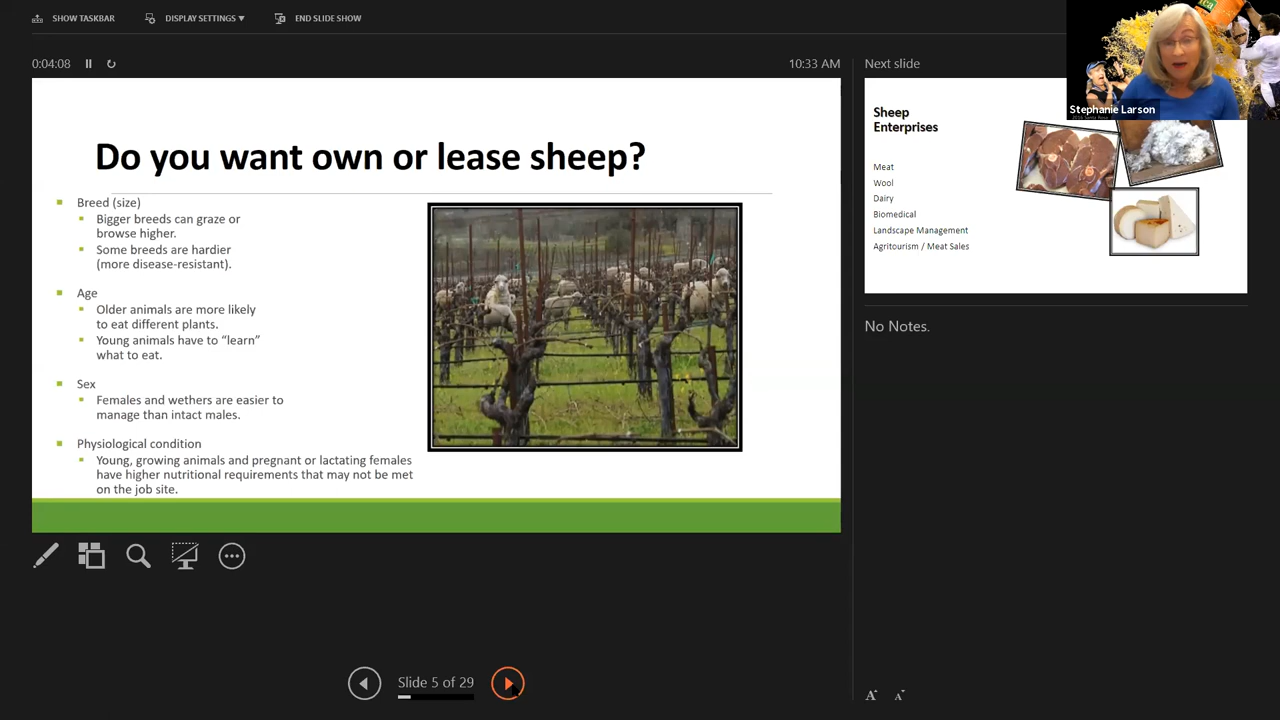 SHOW TASKBAR
DISPLAY SETTINGS ▼
END SLIDE SHOW
0:04:08
10:33 AM
Do you want own or lease sheep?
Breed (size)
Bigger breeds can graze or
browse higher.
Some breeds are hardier
(more disease-resistant).
Age
Older animals are more likely
to eat different plants.
Young animals have to “learn”
what to eat.
Sex
Females and wethers are easier to
manage than intact males.
Physiological condition
Young, growing animals and pregnant or lactating females
have higher nutritional requirements that may not be met
on the job site.
Slide 5 of 29
Next slide
Stephanie Larson
Sheep
Enterprises
Meat
Wool
Dairy
Biomedical
Landscape Management
Agritourism / Meat Sales
No Notes.
A
A